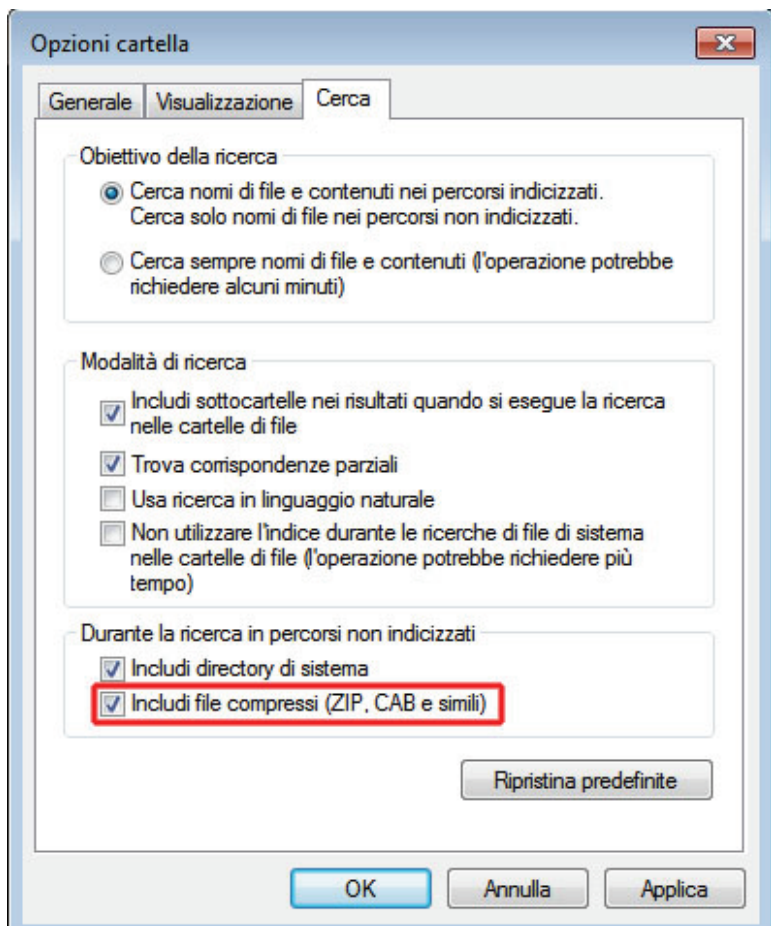 Opzioni cartella
Generale Visualizzazione Cerca
Obiettivo della ricerca
Cerca nomi di file e contenuti nei percorsi indicizzati.
Cerca solo nomi di file nei percorsi non indicizzati.
Cerca sempre nomi di file e contenuti (l'operazione potrebbe
richiedere alcuni minuti)
Modalità di ricerca
Includi sottocartelle nei risultati quando si esegue la ricerca
nelle cartelle di file
Trova corrispondenze parziali
Usa ricerca in linguaggio naturale
Non utilizzare l'indice durante le ricerche di file di sistema
nelle cartelle di file (l'operazione potrebbe richiedere più
tempo)
Durante la ricerca in percorsi non indicizzati
Includi directory di sistema
Includi file compressi (ZIP, CAB e simili)
Ripristina predefinite
OK Annulla Applica